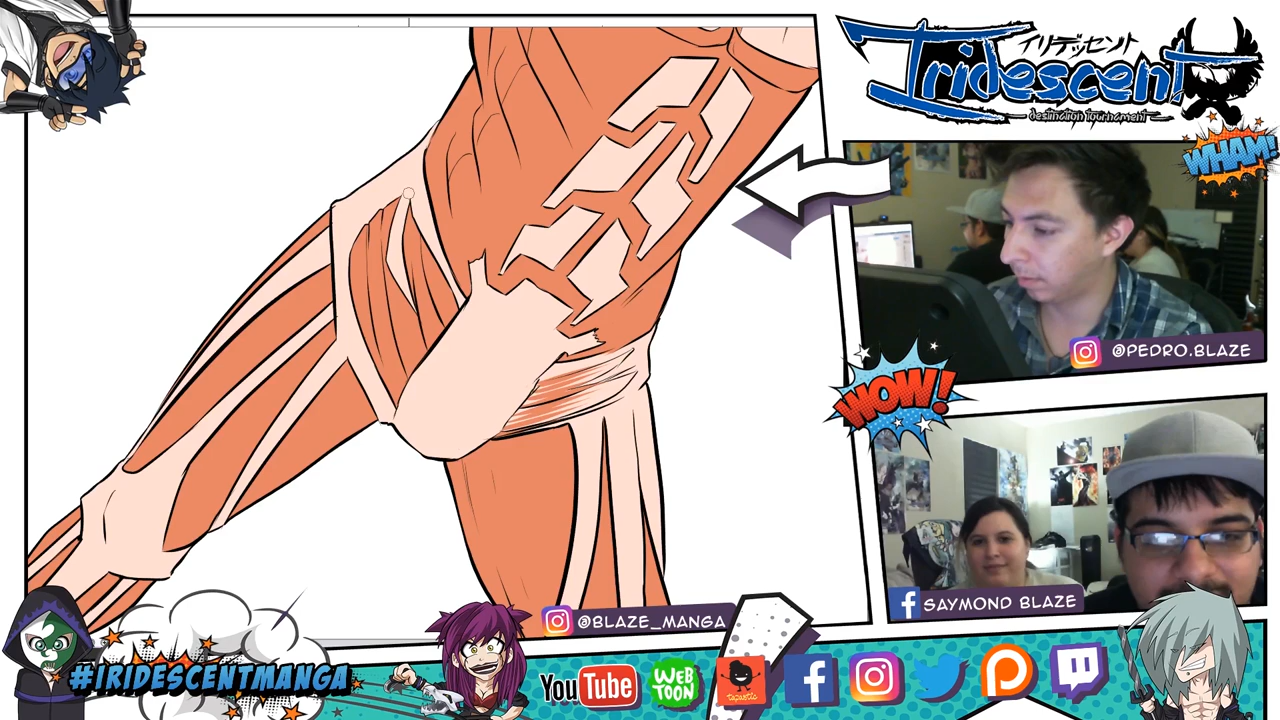 イリデッセント
Iridescent
destination tournament
WHAM!
@PEDRO.BLAZE
WOW!
SAYMOND BLAZE
@BLAZE_MANGA
#IRIDESCENTMANGA
YouTube
WEB
TOON
tapastic